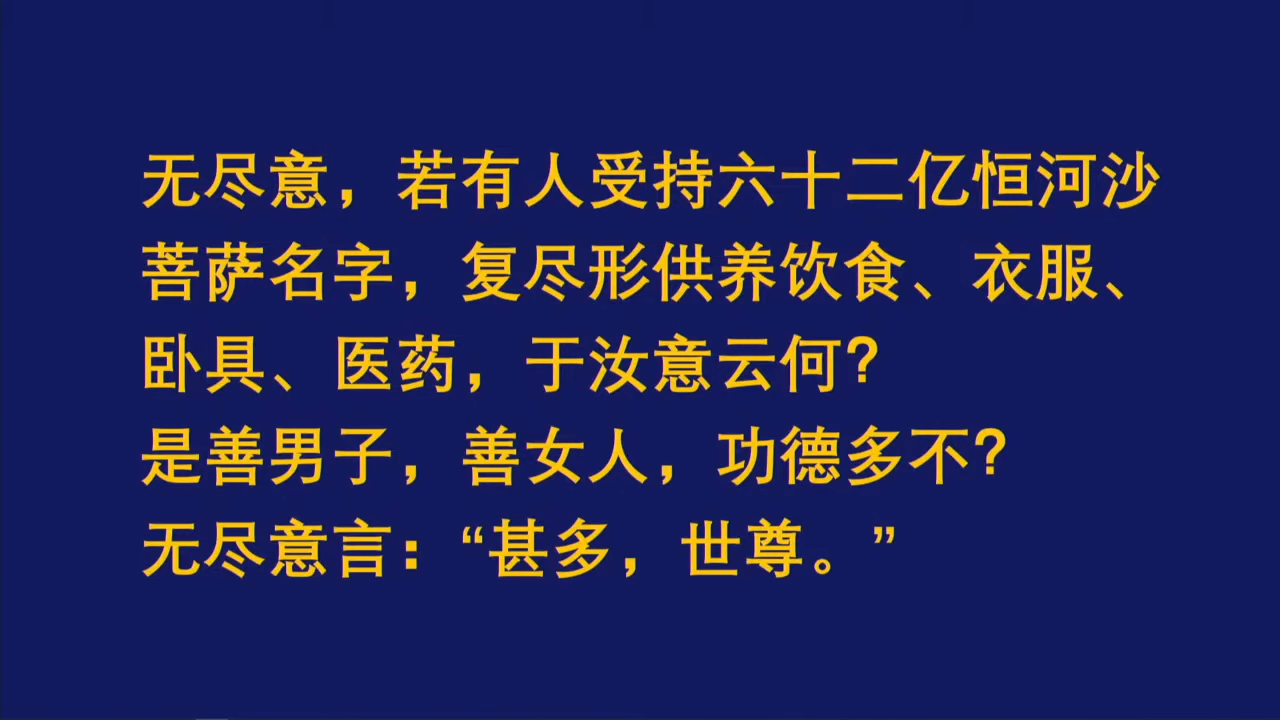 无尽意，若有人受持六十二亿恒河沙
菩萨名字，复尽形供养饮食、衣服、
卧具、医药，于汝意云何？
是善男子，善女人，功德多不？
无尽意言：“甚多，世尊。”